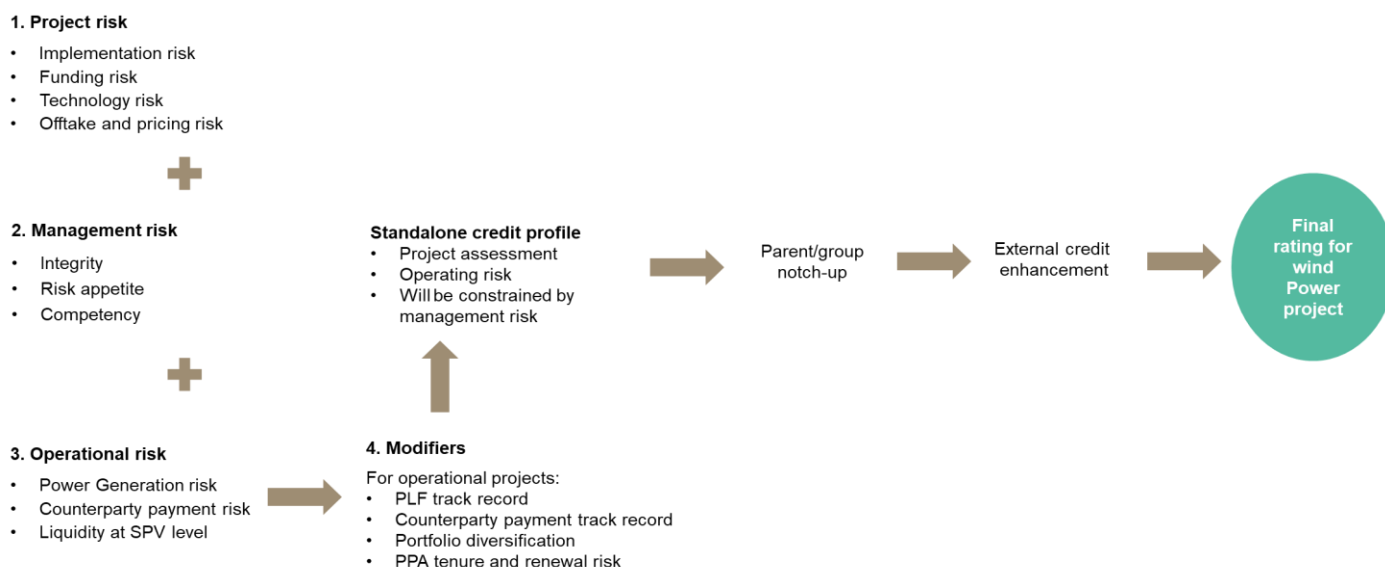 1. Project risk
• Implementation risk
• Funding risk
• Technology risk
• Offtake and pricing risk
2. Management risk
• Integrity
• Risk appetite
• Competency
3. Operational risk
• Power Generation risk
• Counterparty payment risk
• Liquidity at SPV level
4. Modifiers
For operational projects:
• PLF track record
• Counterparty payment track record
• Portfolio diversification
• PPA tenure and renewal risk
Standalone credit profile
• Project assessment
• Operating risk
• Will be constrained by
management risk
Parent/group
notch-up
External credit
enhancement
Final
rating for
wind
Power
project